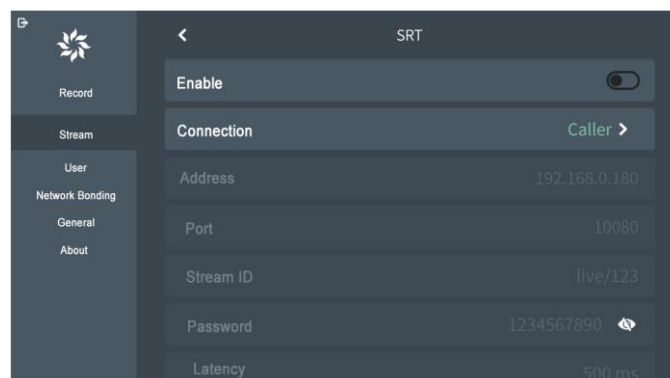 SRT
Record
Stream
User
Network Bonding
General
About
Enable
Connection Caller
Address 192.168.0.180
Port 10080
Stream ID live/123
Password 1234567890
Latency 500 ms